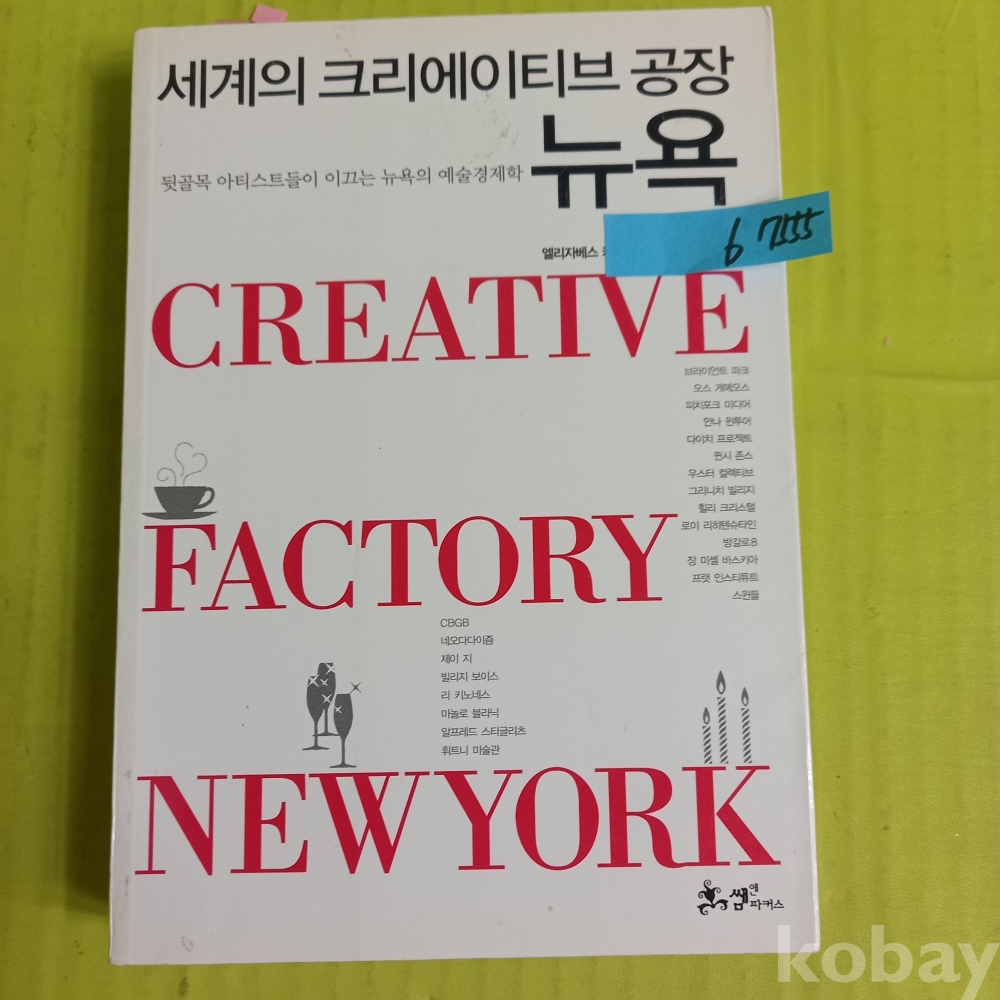 세계의 크리에이티브 공장
뉴욕
뒷골목 아티스트들이 이끄는 뉴욕의 예술경제학
6 7555
엘리자베스
CREATIVE
브라이언트 파크
오스 게메오스
피치포크 미디어
안나 윈투어
다이치 프로젝트
퀸시 존스
우스터 컬렉티브
그리니치 빌리지
힐리 크리스털
로이 리히텐슈타인
방갈로8
장 미셸 바스키아
프랫 인스티튜트
스윈들
FACTORY
CBGB
네오다다이즘
제이 지
빌리지 보이스
리 키노네스
마놀로 블라닉
알프레드 스티글리츠
휘트니 미술관
NEW YORK
쌤앤파커스
kobay